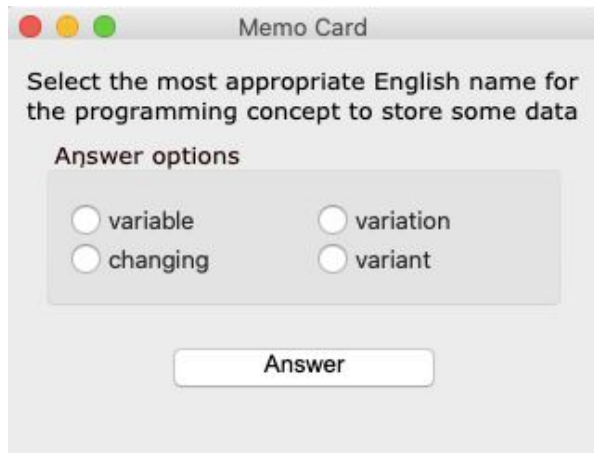 Memo Card
Select the most appropriate English name for
the programming concept to store some data
Answer options
variable variation
changing variant
Answer